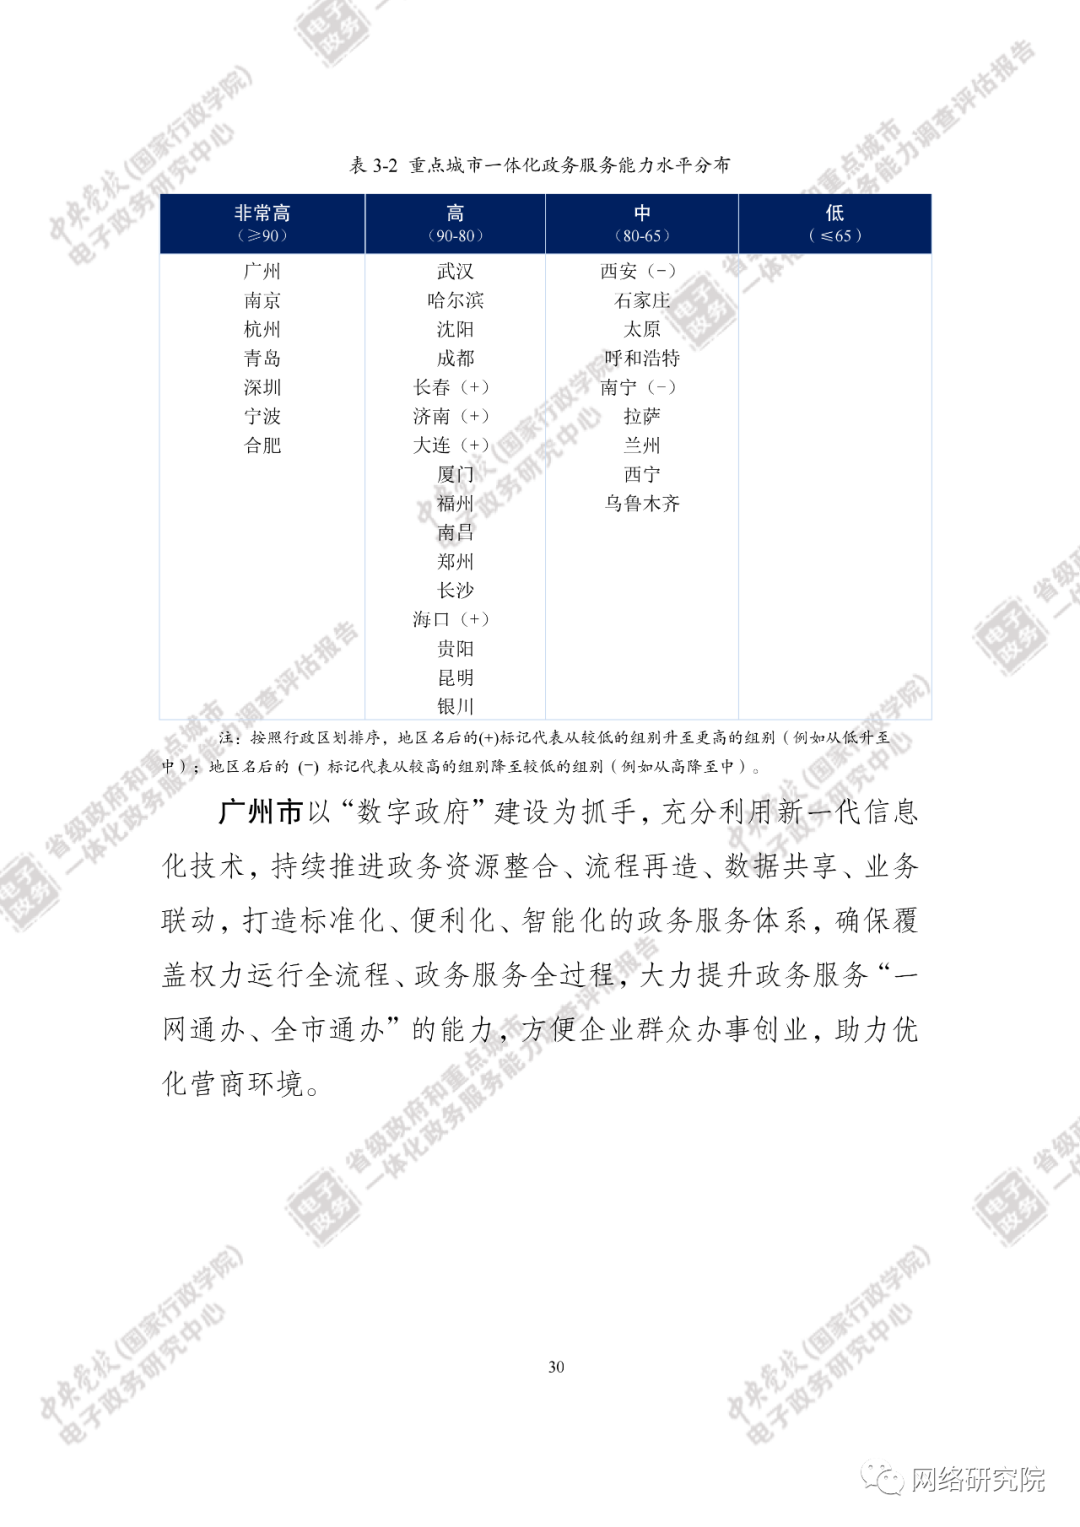 表 3-2 重点城市一体化政务服务能力水平分布
非常高 高 中 低
（≥90） （90-80） （80-65） （≤65）
广州 武汉 西安（-）
南京 哈尔滨 石家庄
杭州 沈阳 太原
青岛 成都 呼和浩特
深圳 长春（+） 南宁（-）
宁波 济南（+） 拉萨
合肥 大连（+） 兰州
厦门 西宁
福州 乌鲁木齐
南昌
郑州
长沙
海口（+）
贵阳
昆明
银川
注：按照行政区划排序，地区名后的(+)标记代表从较低的组别升至更高的组别（例如从低升至
中）；地区名后的 (-) 标记代表从较高的组别降至较低的组别（例如从高降至中）。
广州市以“数字政府”建设为抓手，充分利用新一代信息
化技术，持续推进政务资源整合、流程再造、数据共享、业务
联动，打造标准化、便利化、智能化的政务服务体系，确保覆
盖权力运行全流程、政务服务全过程，大力提升政务服务“一
网通办、全市通办”的能力，方便企业群众办事创业，助力优
化营商环境。
30
网络研究院
中央党校(国家行政学院)
电子政务研究中心
电子政务
省级政府和重点城市
一体化政务服务能力调查评估报告